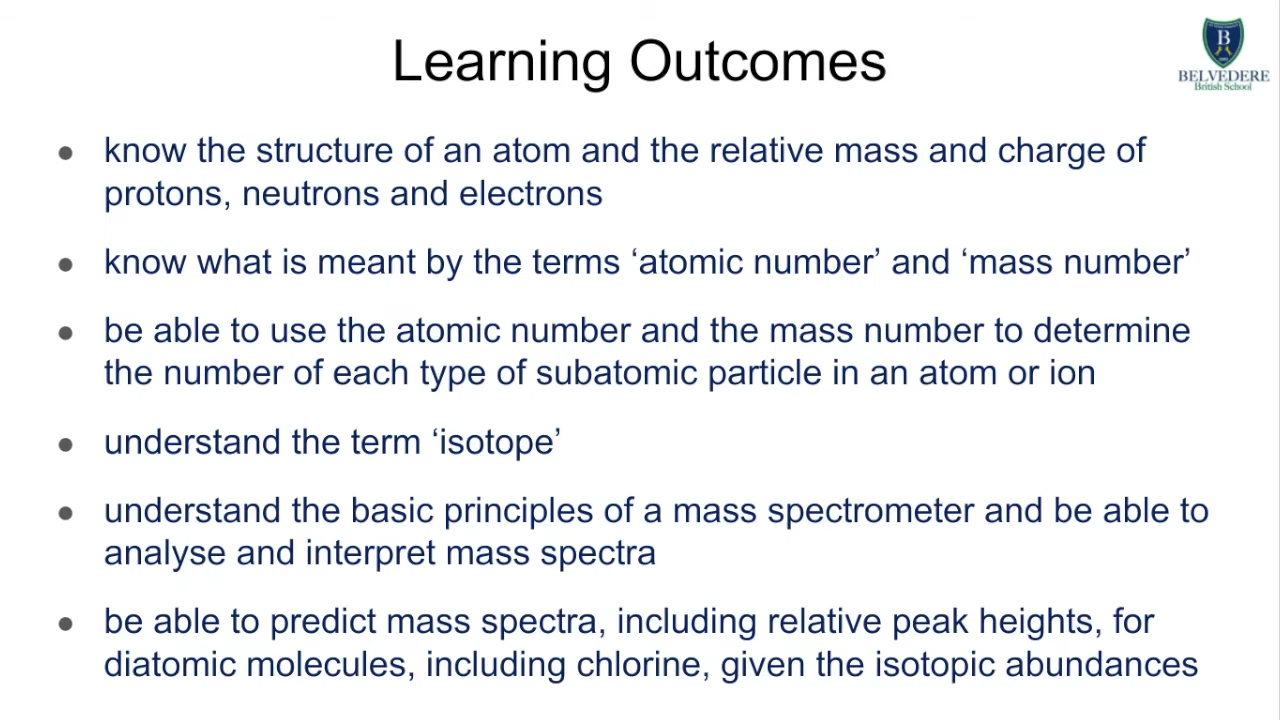 Learning Outcomes
B
BELVEDERE
British School
● know the structure of an atom and the relative mass and charge of
protons, neutrons and electrons
● know what is meant by the terms ‘atomic number’ and ‘mass number’
● be able to use the atomic number and the mass number to determine
the number of each type of subatomic particle in an atom or ion
● understand the term ‘isotope’
● understand the basic principles of a mass spectrometer and be able to
analyse and interpret mass spectra
● be able to predict mass spectra, including relative peak heights, for
diatomic molecules, including chlorine, given the isotopic abundances